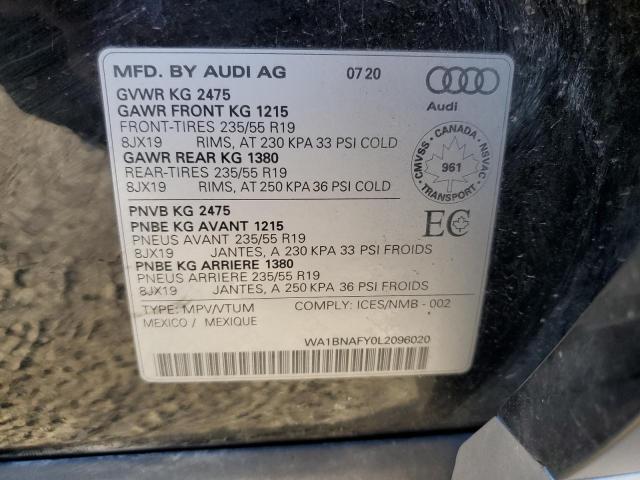 MFD. BY AUDI AG 07 20
GVWR KG 2475
GAWR FRONT KG 1215
FRONT-TIRES 235/55 R19
8JX19 RIMS, AT 230 KPA 33 PSI COLD
GAWR REAR KG 1380
REAR-TIRES 235/55 R19
8JX19 RIMS, AT 250 KPA 36 PSI COLD
Audi
CMVSS - CANADA - NSVAC
961
TRANSPORT
PNVB KG 2475
PNBE KG AVANT 1215
PNEUS AVANT 235/55 R19
8JX19 JANTES, A 230 KPA 33 PSI FROIDS
PNBE KG ARRIERE 1380
PNEUS ARRIERE 235/55 R19
8JX19 JANTES, A 250 KPA 36 PSI FROIDS
EC
TYPE: MPV/VTUM COMPLY: ICES/NMB - 002
MEXICO / MEXIQUE
WA1BNAFY0L2096020